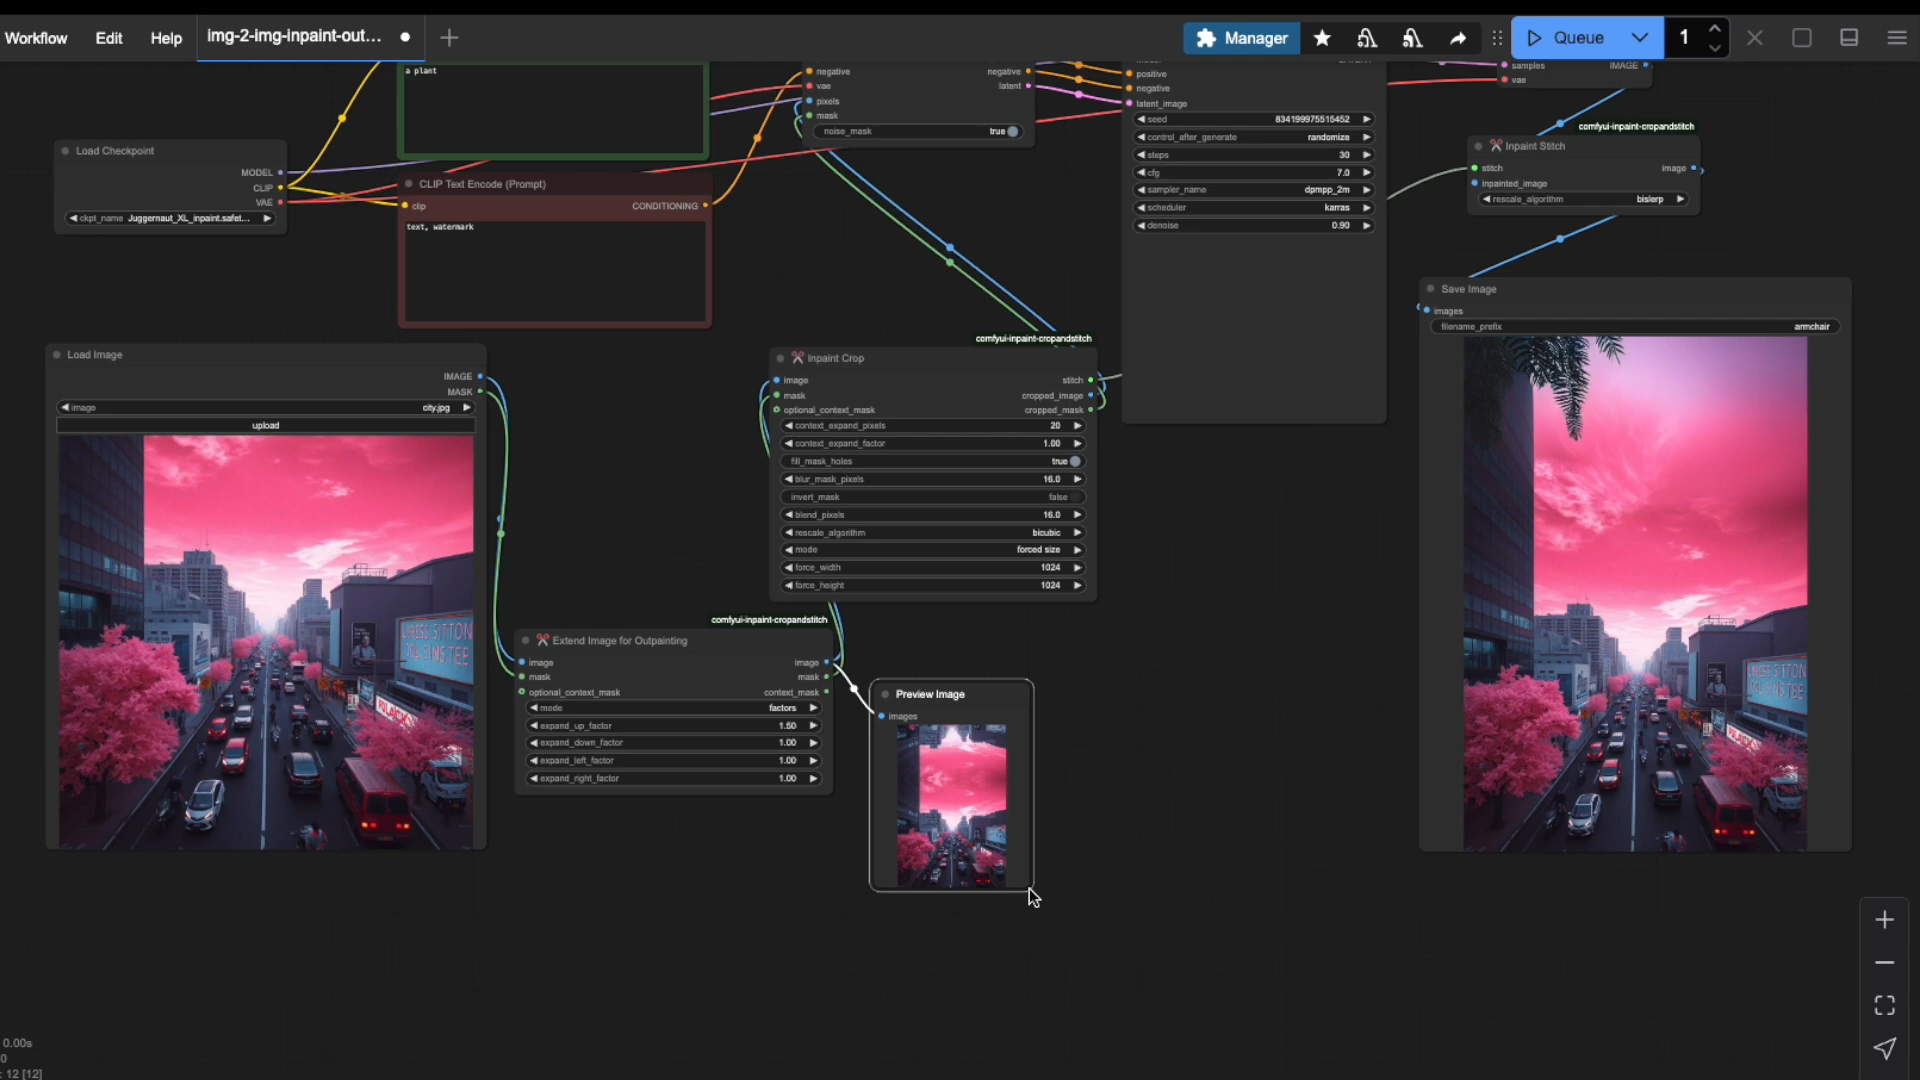 Workflow
Edit
Help
img-2-img-inpaint-out...
Manager
Queue
1
a plant
negative
negative
vae
latent
pixels
mask
noise_mask
true
positive
negative
latent_image
seed
834199975515452
control_after_generate
randomize
steps
30
cfg
7.0
sampler_name
dpmpp_2m
scheduler
karras
denoise
0.90
samples
IMAGE
vae
comfyui-inpaint-cropandstitch
Inpaint Stitch
stitch
image
inpainted_image
rescale_algorithm
bislerp
Load Checkpoint
MODEL
CLIP
VAE
ckpt_name
Juggernaut_XL_inpaint.safet...
CLIP Text Encode (Prompt)
clip
CONDITIONING
text, watermark
Save Image
images
filename_prefix
armchair
Load Image
IMAGE
MASK
image
city.jpg
upload
comfyui-inpaint-cropandstitch
Inpaint Crop
image
stitch
mask
cropped_image
optional_context_mask
cropped_mask
context_expand_pixels
20
context_expand_factor
1.00
fill_mask_holes
true
blur_mask_pixels
16.0
invert_mask
false
blend_pixels
16.0
rescale_algorithm
bicubic
mode
forced size
force_width
1024
force_height
1024
comfyui-inpaint-cropandstitch
Extend Image for Outpainting
image
image
mask
mask
optional_context_mask
context_mask
mode
factors
expand_up_factor
1.50
expand_down_factor
1.00
expand_left_factor
1.00
expand_right_factor
1.00
Preview Image
images
0.00s
0
: 12 [12]